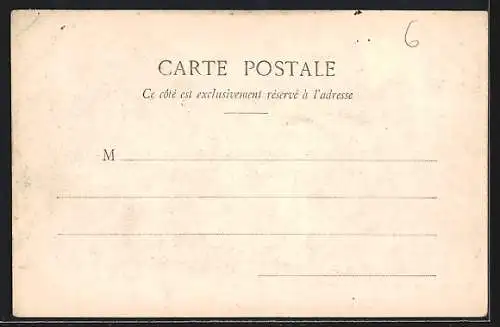 6
CARTE POSTALE
Ce côté est exclusivement réservé à l'adresse
M